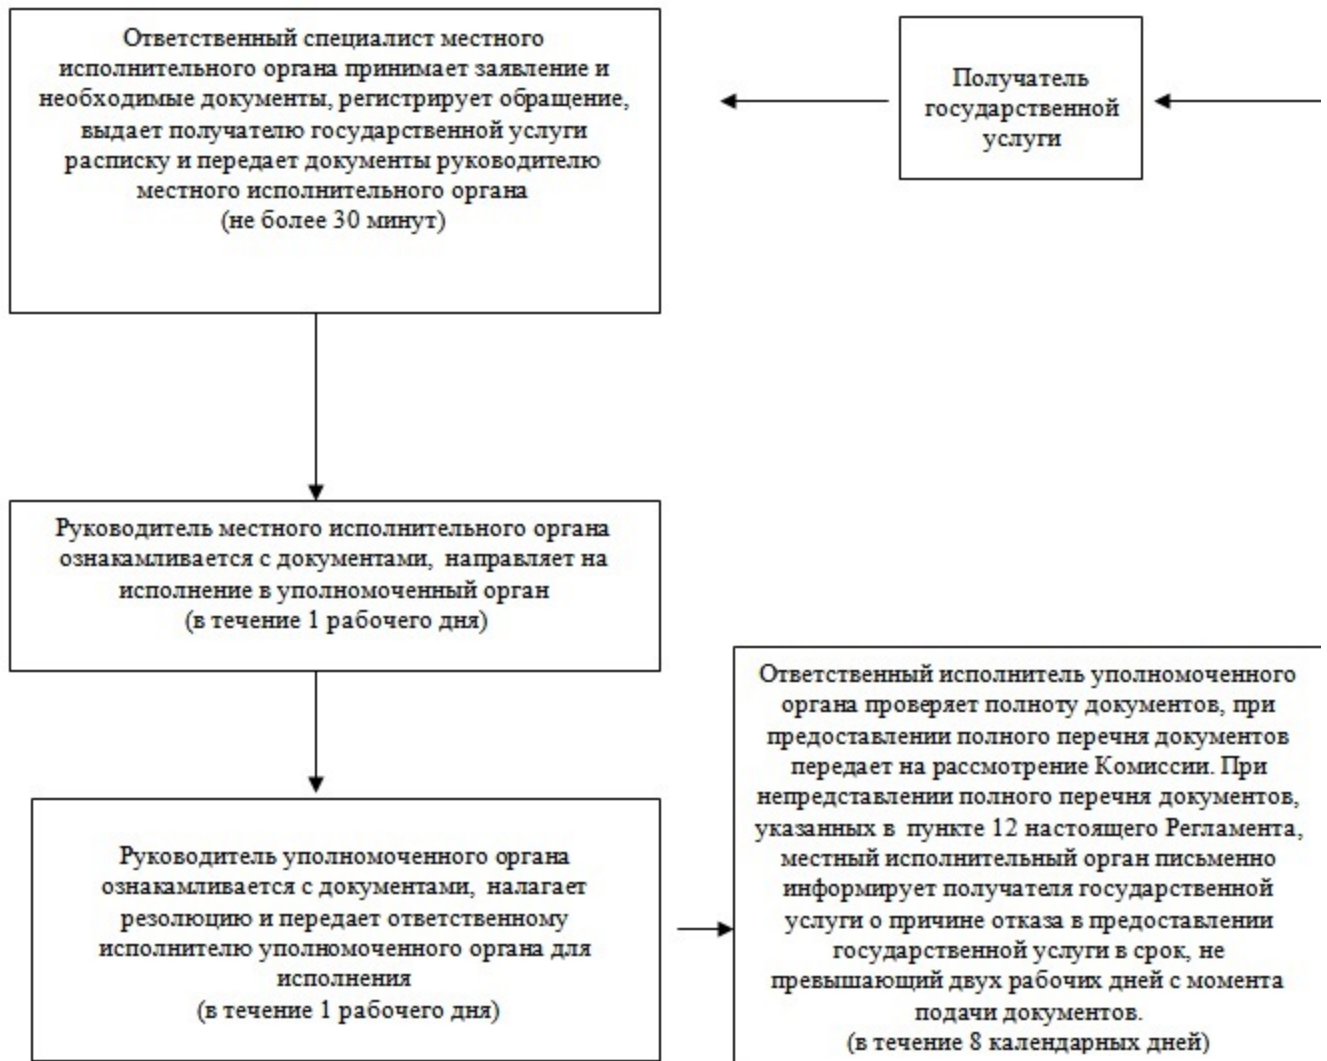 Ответственный специалист местного
исполнительного органа принимает заявление и
необходимые документы, регистрирует обращение,
выдает получателю государственной услуги
расписку и передает документы руководителю
местного исполнительного органа
(не более 30 минут)
Получатель
государственной
услуги
Руководитель местного исполнительного органа
ознакамливается с документами, направляет на
исполнение в уполномоченный орган
(в течение 1 рабочего дня)
Руководитель уполномоченного органа
ознакамливается с документами, налагает
резолюцию и передает ответственному
исполнителю уполномоченного органа для
исполнения
(в течение 1 рабочего дня)
Ответственный исполнитель уполномоченного
органа проверяет полноту документов, при
предоставлении полного перечня документов
передает на рассмотрение Комиссии. При
непредставлении полного перечня документов,
указанных в пункте 12 настоящего Регламента,
местный исполнительный орган письменно
информирует получателя государственной
услуги о причине отказа в предоставлении
государственной услуги в срок, не
превышающий двух рабочих дней с момента
подачи документов.
(в течение 8 календарных дней)